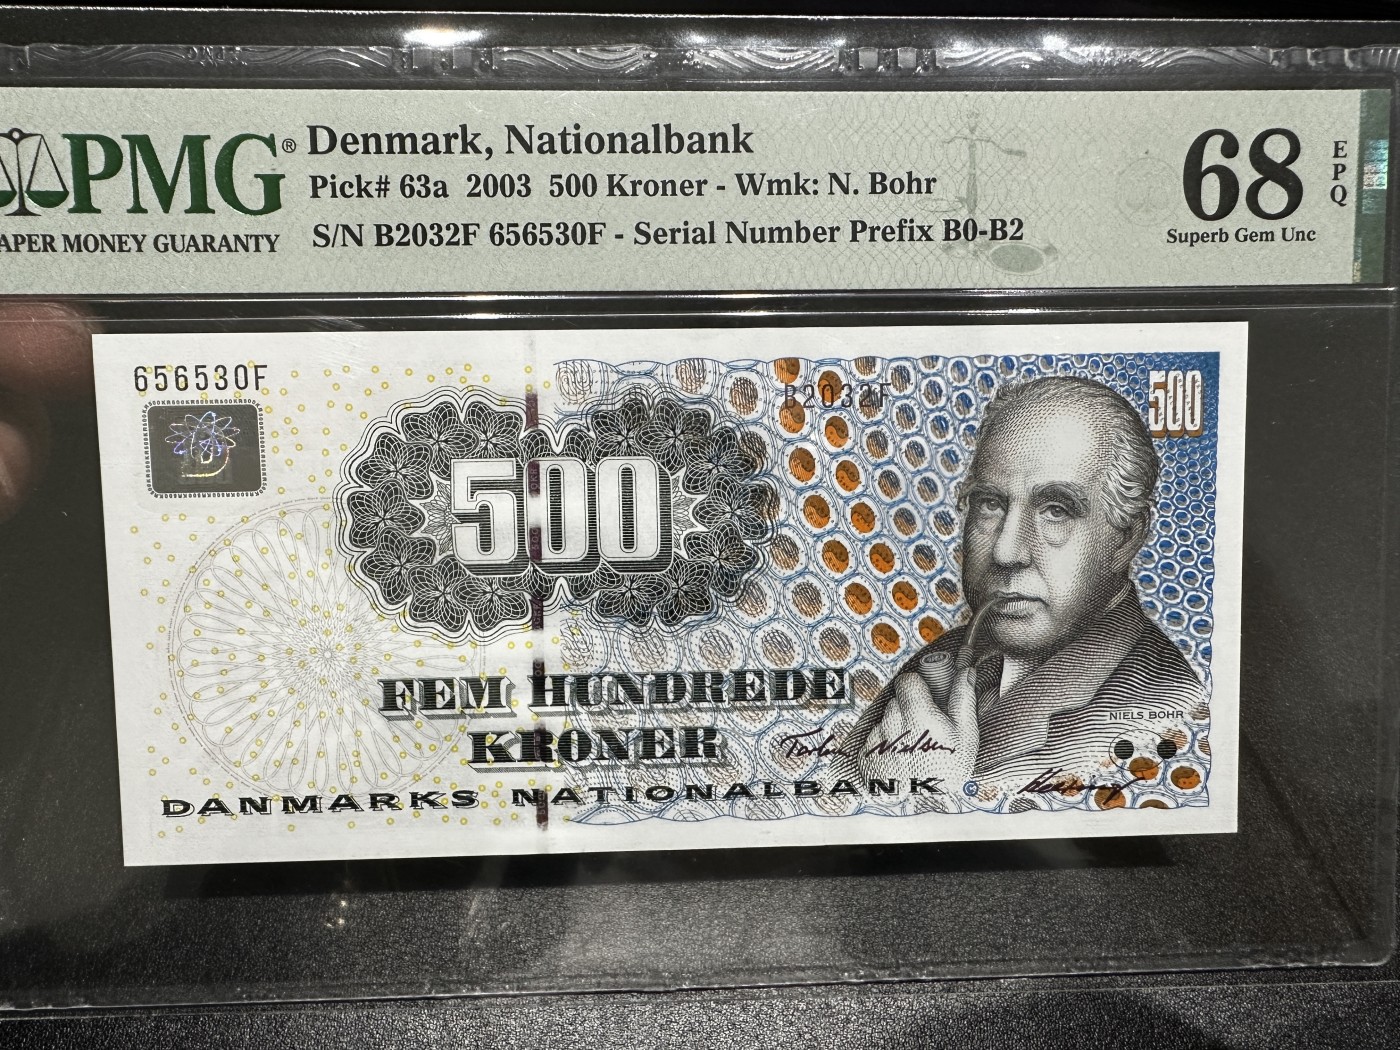 PMG®
APER MONEY GUARANTY
Denmark, Nationalbank
Pick# 63a 2003 500 Kroner - Wmk: N. Bohr
S/N B2032F 656530F - Serial Number Prefix B0-B2
68
EPQ
Superb Gem Unc
656530F
B2032F
500
500
FEM HUNDREDE
KRONER
NIELS BOHR
DANMARKS NATIONALBANK ©